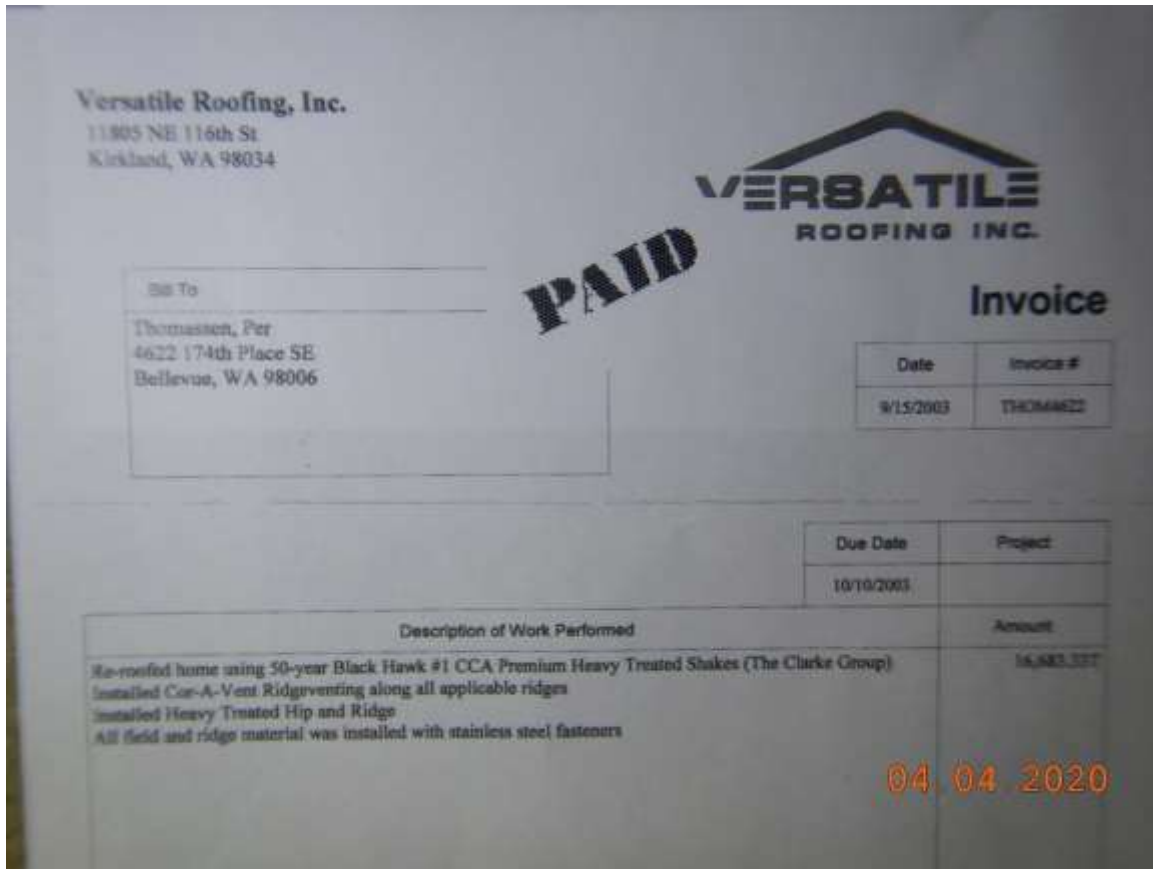 Versatile Roofing, Inc.
11805 NE 116th St
Kirkland, WA 98034
VERSATILE
ROOFING INC.
PAID
Invoice
Bill To
Thomassen, Per
4622 174th Place SE
Bellevue, WA 98006
Date Invoice #
9/15/2003 THOM4622
Due Date Project
10/10/2003
Description of Work Performed Amount
Re-roofed home using 50-year Black Hawk #1 CCA Premium Heavy Treated Shakes (The Clarke Group)
Installed Cor-A-Vent Ridgeventing along all applicable ridges
Installed Heavy Treated Hip and Ridge
All field and ridge material was installed with stainless steel fasteners
04 04 2020